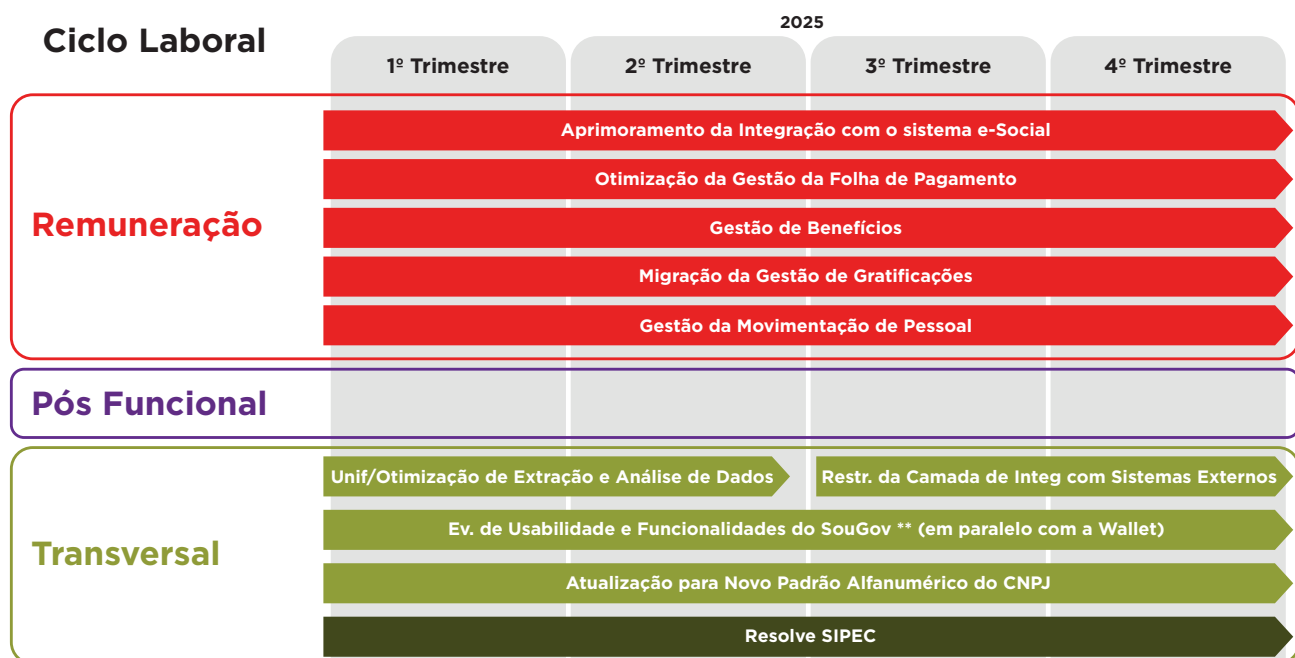 2025
Ciclo Laboral
1º Trimestre
2º Trimestre
3º Trimestre
4º Trimestre
Remuneração
Aprimoramento da Integração com o sistema e-Social
Otimização da Gestão da Folha de Pagamento
Gestão de Benefícios
Migração da Gestão de Gratificações
Gestão da Movimentação de Pessoal
Pós Funcional
Transversal
Unif/Otimização de Extração e Análise de Dados
Restr. da Camada de Integ com Sistemas Externos
Ev. de Usabilidade e Funcionalidades do SouGov ** (em paralelo com a Wallet)
Atualização para Novo Padrão Alfanumérico do CNPJ
Resolve SIPEC